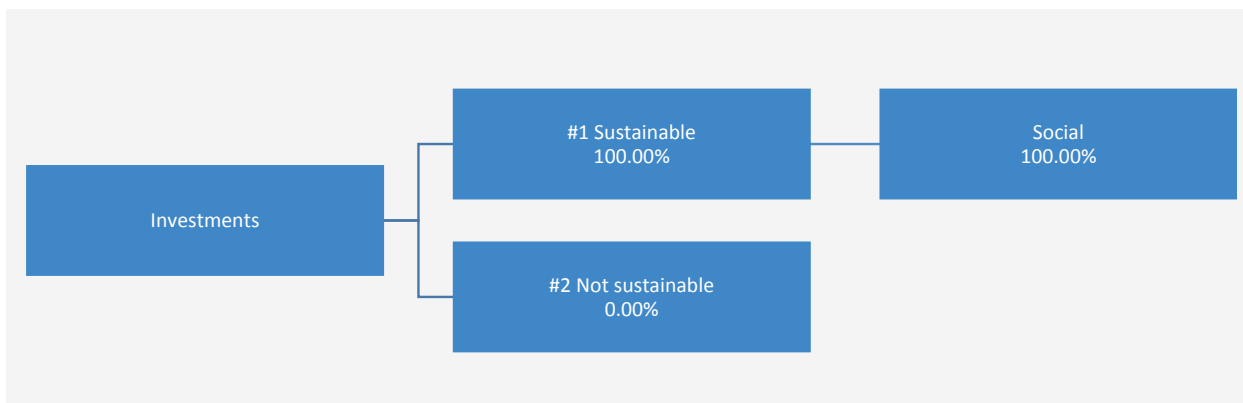 #1 Sustainable
100.00%
Social
100.00%
Investments
#2 Not sustainable
0.00%